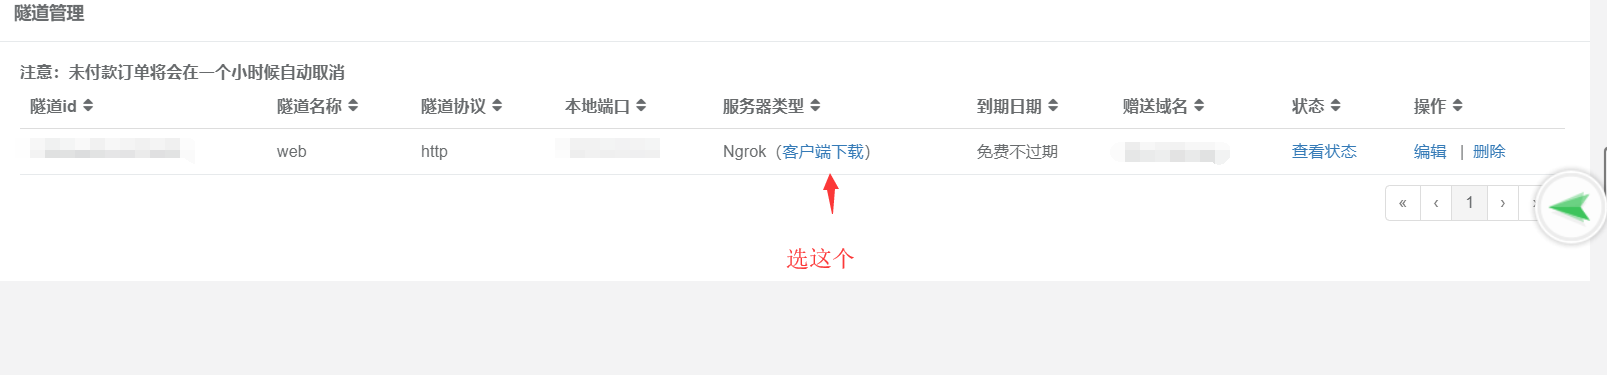 隧道管理
注意：未付款订单将会在一个小时候自动取消
隧道id 隧道名称 隧道协议 本地端口 服务器类型 到期日期 赠送域名 状态 操作
web http Ngrok（客户端下载） 免费不过期 查看状态 编辑 | 删除
« ‹ 1 ›
选这个